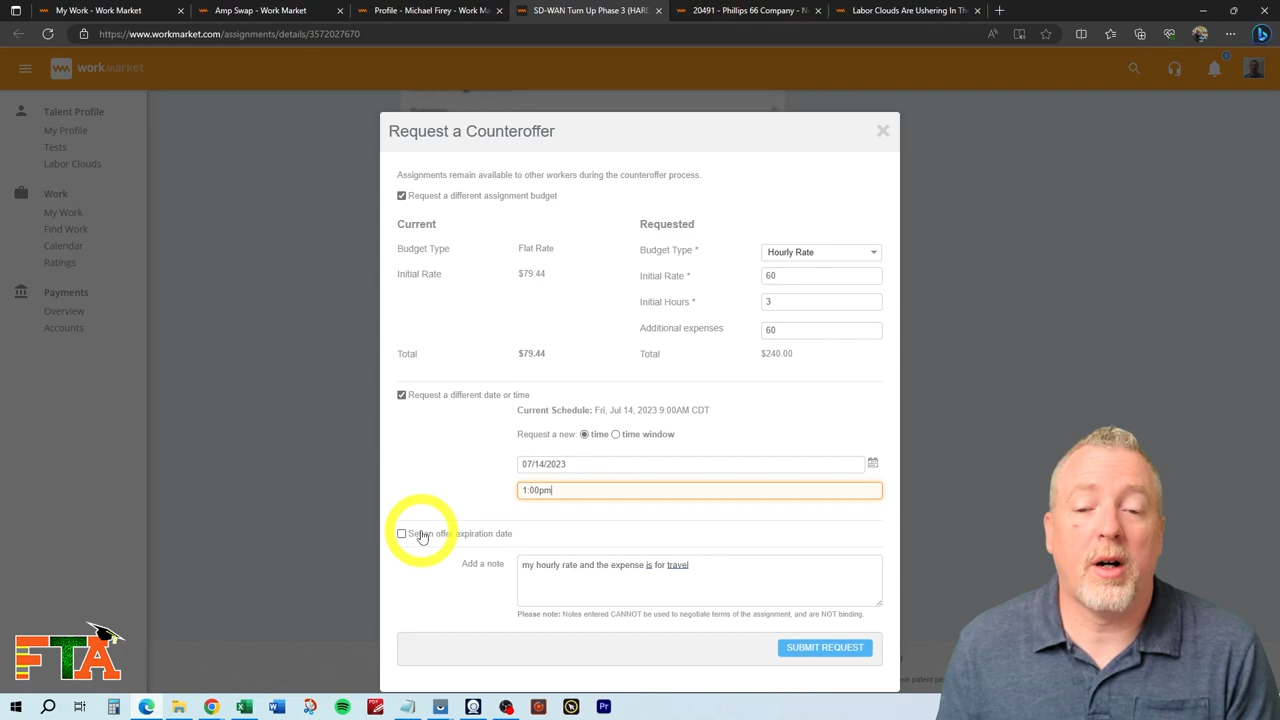 My Work - Work Market
Amp Swap - Work Market
Profile - Michael Firey - Work M
SD-WAN Turn Up Phase 3 (HAR
20491 - Philips 66 Company - N
Labor Clouds Are Ushering In The
https://www.workmarket.com/assignments/details/3572027670
workmarket
0
Talent Profile
My Profile
Tests
Labor Clouds
Work
My Work
Find Work
Calendar
Ratings
Payments
Overview
Accounts
Request a Counteroffer
Assignments remain available to other workers during the counteroffer process.
Request a different assignment budget
Current Requested
Budget Type Flat Rate Budget Type * Hourly Rate
Initial Rate $79.44 Initial Rate * 60
Initial Hours * 3
Additional expenses 60
Total $79.44 Total $240.00
Request a different date or time
Current Schedule: Fri, Jul 14, 2023 9:00AM CDT
Request a new: time time window
07/14/2023
1:00pm
offer expiration date
Add a note my hourly rate and the expense is for travel
Please note: Notes entered CANNOT be used to negotiate terms of the assignment, and are NOT binding.
SUBMIT REQUEST
FTA